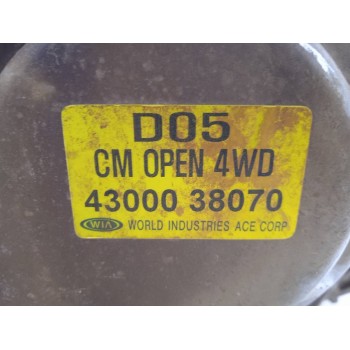 D05
CM OPEN 4WD
43000 38070
WIA WORLD INDUSTRIES ACE CORP